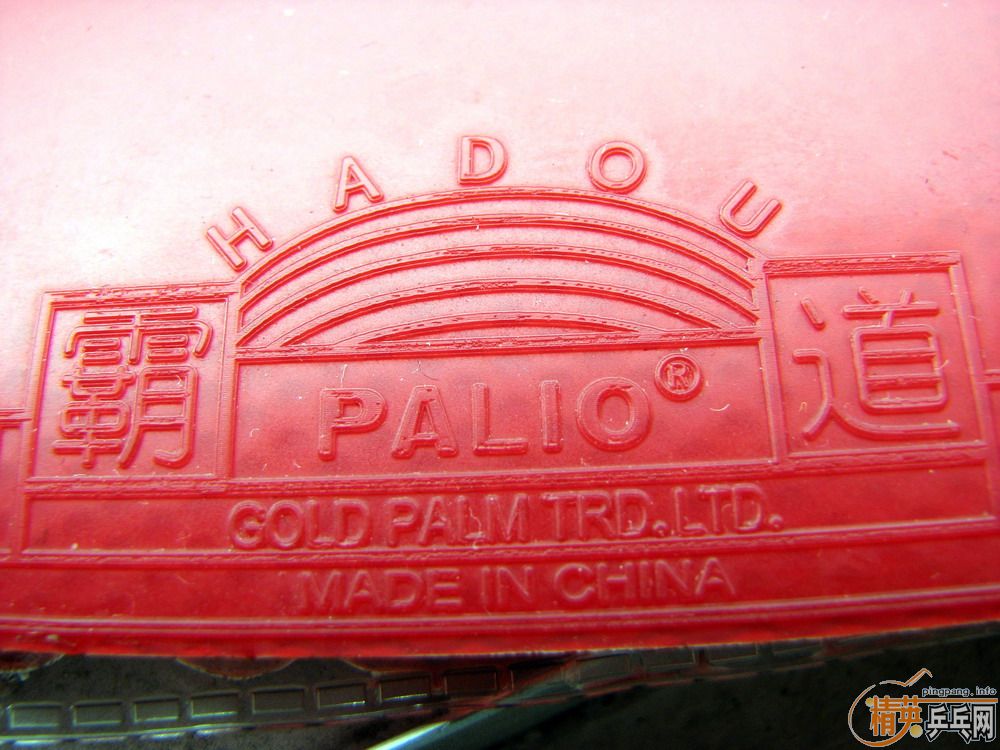 HADOU
霸 PALIO® 道
GOLD PALM TRD.LTD.
MADE IN CHINA
pingpang.info
精英乒乓网